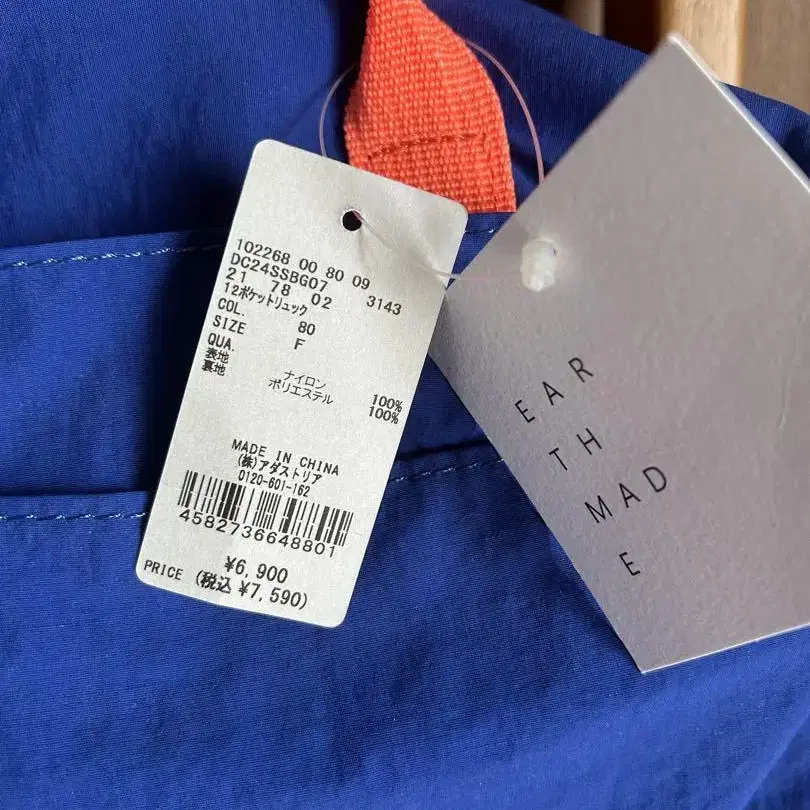 102268 00 80 09
DC24SSBG07
21 78 02 3143
12ポケットリュック
COL. 80
SIZE F
QUA.
表地 ナイロン 100%
裏地 ポリエステル 100%
MADE IN CHINA
(株)アダストリア
0120-601-162
4582736648801
¥6,900
PRICE (税込 ¥7,590)
EAR
TH
MAD
E